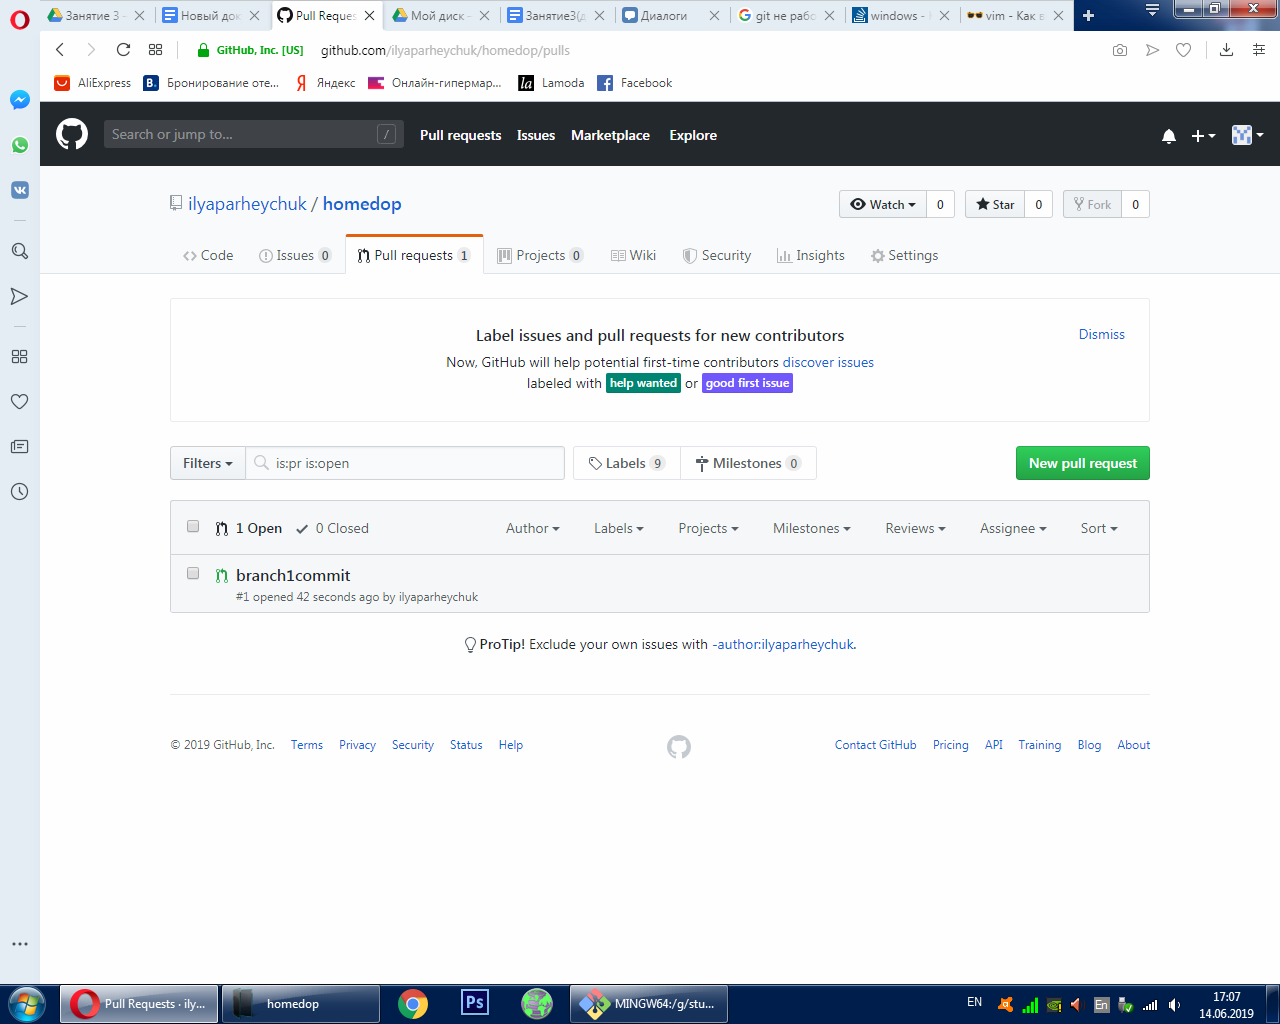 Занятие 3 -
Новый док
Pull Reques
Мой диск -
Занятие3(д
Диалоги
git не рабо
windows -
vim - Как в
GitHub, Inc. [US]
github.com/ilyaparheychuk/homedop/pulls
AliExpress
Бронирование оте...
Яндекс
Онлайн-гипермар...
Lamoda
Facebook
Search or jump to...
/
Pull requests
Issues
Marketplace
Explore
ilyaparheychuk / homedop
Watch
0
Star
0
Fork
0
Code
Issues 0
Pull requests 1
Projects 0
Wiki
Security
Insights
Settings
Label issues and pull requests for new contributors
Dismiss
Now, GitHub will help potential first-time contributors discover issues
labeled with help wanted or good first issue
Filters
is:pr is:open
Labels 9
Milestones 0
New pull request
1 Open
0 Closed
Author
Labels
Projects
Milestones
Reviews
Assignee
Sort
branch1commit
#1 opened 42 seconds ago by ilyaparheychuk
ProTip! Exclude your own issues with -author:ilyaparheychuk.
© 2019 GitHub, Inc.
Terms
Privacy
Security
Status
Help
Contact GitHub
Pricing
API
Training
Blog
About
Pull Requests · ily...
homedop
Ps
MINGW64:/g/stu...
EN
En
17:07
14.06.2019